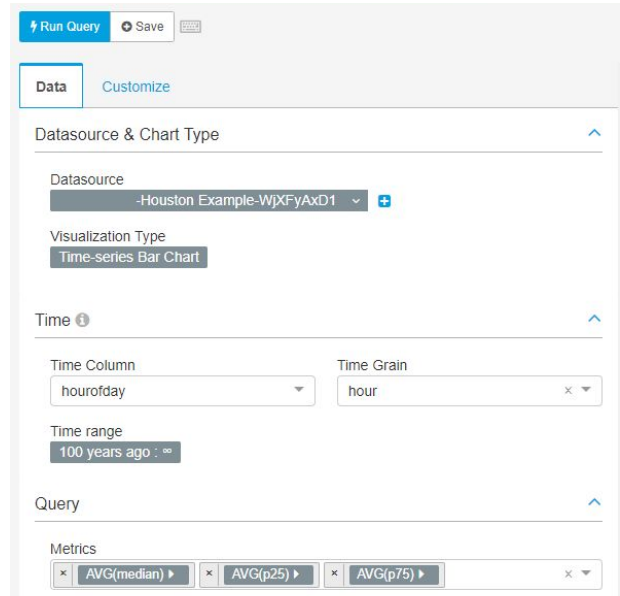 Run Query Save
Data Customize
Datasource & Chart Type
Datasource
-Houston Example-WjXFyAxD1
Visualization Type
Time-series Bar Chart
Time
Time Column Time Grain
hourofday hour ×
Time range
100 years ago : ∞
Query
Metrics
× AVG(median) × AVG(p25) × AVG(p75) ×